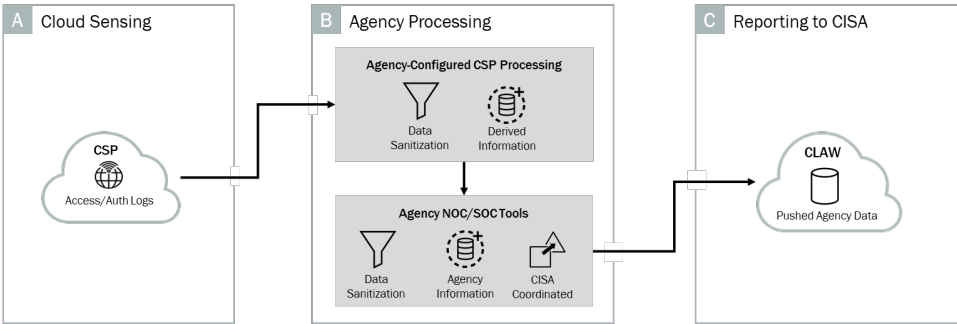 A Cloud Sensing
CSP
Access/Auth Logs
B Agency Processing
Agency-Configured CSP Processing
Data
Sanitization
Derived
Information
Agency NOC/SOC Tools
Data
Sanitization
Agency
Information
CISA
Coordinated
C Reporting to CISA
CLAW
Pushed Agency Data